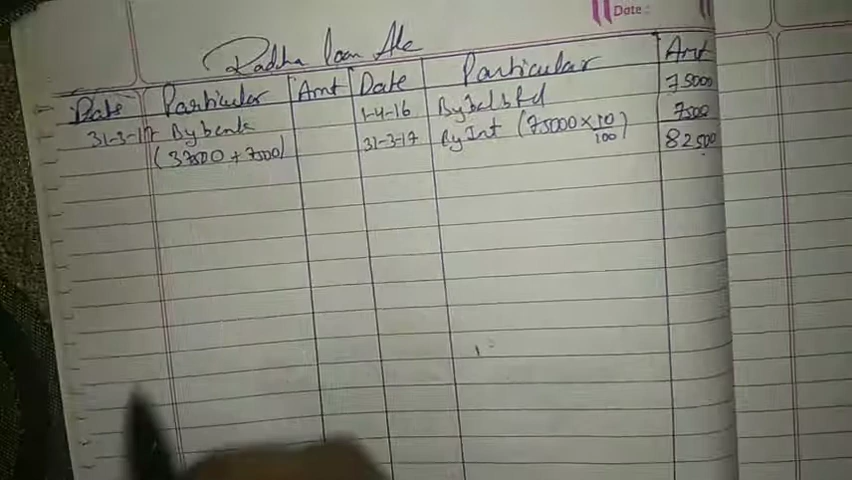 Date:
Radha loan A/c
Date Particular Amt Date Particular Amt
31-3-17 By bank 1-4-16 By bal b f d 75000
(37500 + 7500) 31-3-17 By Int (75000 × 10/100) 7500
82500